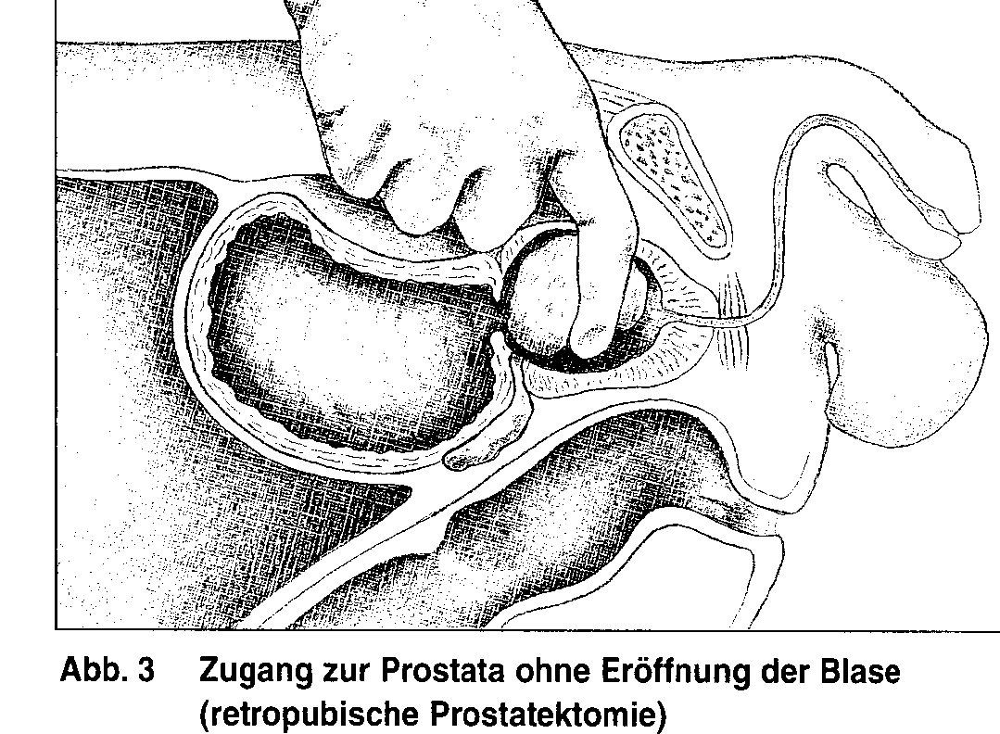 Abb. 3 Zugang zur Prostata ohne Eröffnung der Blase
(retropubische Prostatektomie)